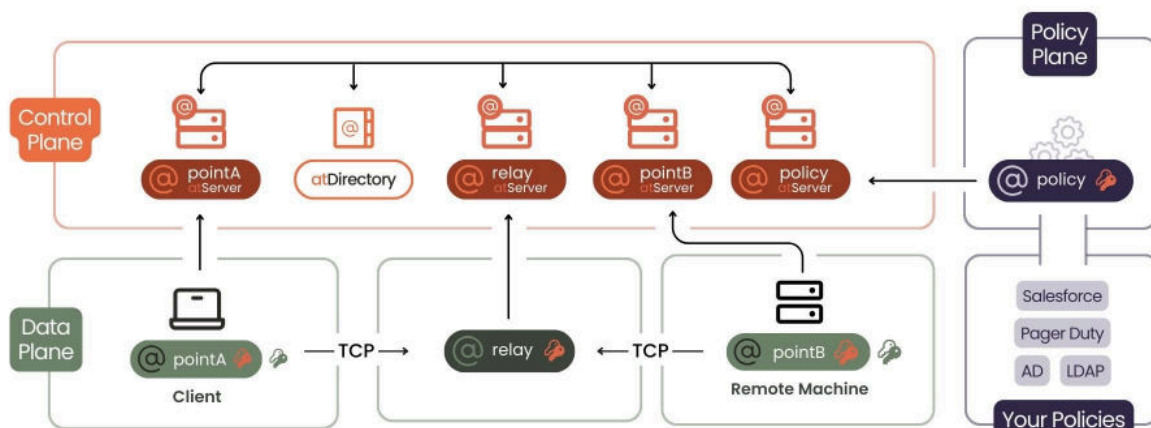 Policy
Plane
Control
Plane
@
@
@
@
@
@ pointA
atServer
atDirectory
@ relay
atServer
@ pointB
atServer
@ policy
atServer
@ policy
Data
Plane
@ pointA
Client
TCP
@ relay
TCP
@ pointB
Remote Machine
Salesforce
Pager Duty
AD
LDAP
Your Policies